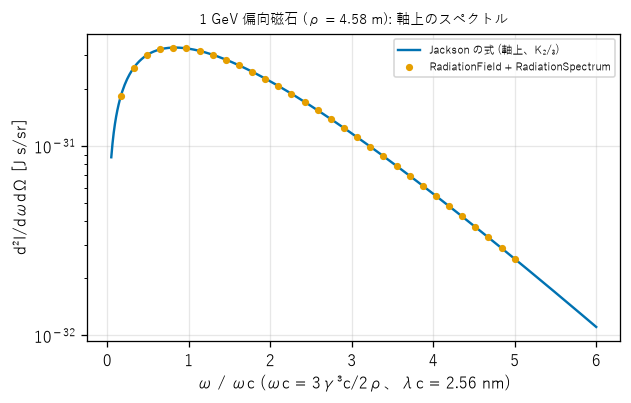 1 GeV 偏向磁石 (ρ = 4.58 m): 軸上のスペクトル
Jackson の式 (軸上、K₂/₃)
RadiationField + RadiationSpectrum
d²I/dωdΩ [J s/sr]
10⁻³¹
10⁻³²
0 1 2 3 4 5 6
ω / ωc (ωc = 3γ³c/2ρ、λc = 2.56 nm)